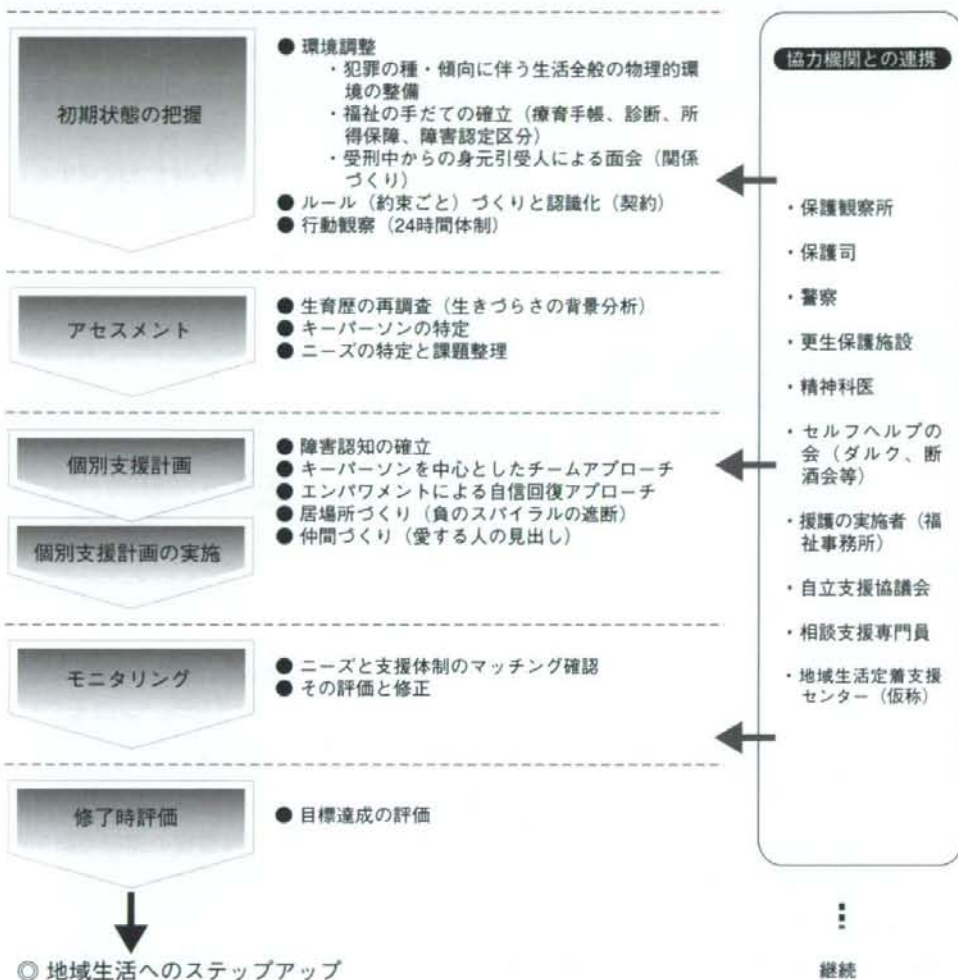 初期状態の把握
● 環境調整
・犯罪の種・傾向に伴う生活全般の物理的環
境の整備
・福祉の手だての確立（療育手帳、診断、所
得保障、障害認定区分）
・受刑中からの身元引受人による面会（関係
づくり）
● ルール（約束ごと）づくりと認識化（契約）
● 行動観察（24時間体制）
アセスメント
● 生育歴の再調査（生きづらさの背景分析）
● キーパーソンの特定
● ニーズの特定と課題整理
個別支援計画
個別支援計画の実施
● 障害認知の確立
● キーパーソンを中心としたチームアプローチ
● エンパワメントによる自信回復アプローチ
● 居場所づくり（負のスパイラルの遮断）
● 仲間づくり（愛する人の見出し）
モニタリング
● ニーズと支援体制のマッチング確認
● その評価と修正
修了時評価
● 目標達成の評価
◎ 地域生活へのステップアップ
協力機関との連携
・保護観察所
・保護司
・警察
・更生保護施設
・精神科医
・セルフヘルプの
会（ダルク、断
酒会等）
・援護の実施者（福
祉事務所）
・自立支援協議会
・相談支援専門員
・地域生活定着支援
センター（仮称）
継続